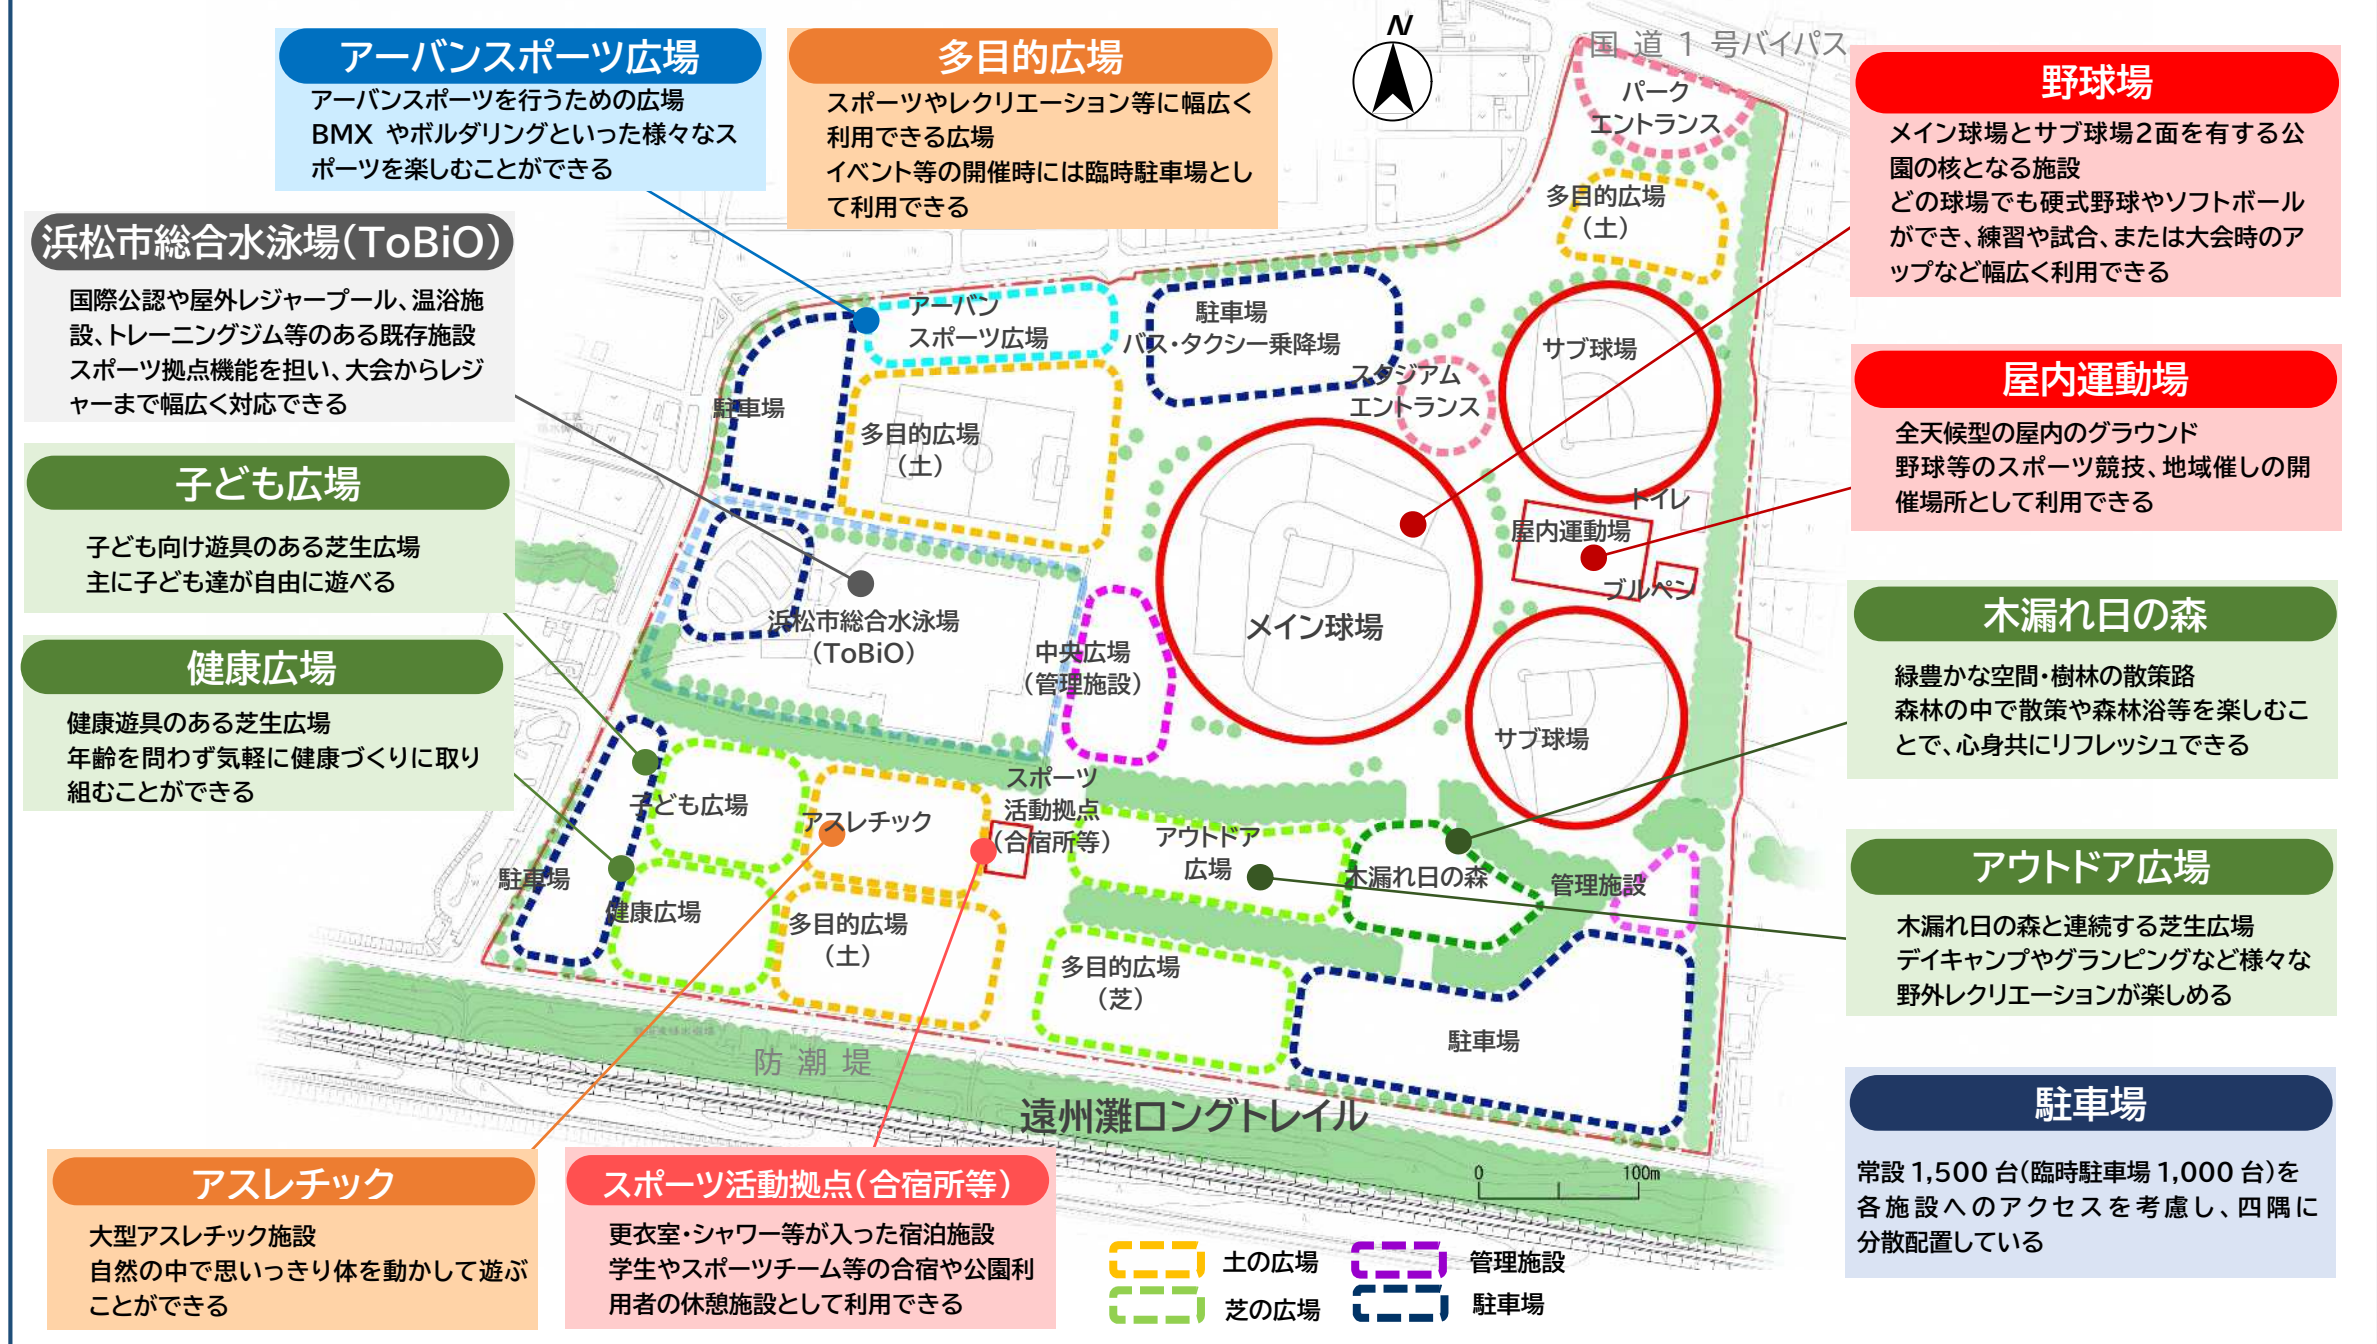 アーバンスポーツ広場
アーバンスポーツを行うための広場
BMX やボルダリングといった様々なス
ポーツを楽しむことができる
多目的広場
スポーツやレクリエーション等に幅広く
利用できる広場
イベント等の開催時には臨時駐車場とし
て利用できる
N
国 道 1 号バイパス
野球場
メイン球場とサブ球場2面を有する公
園の核となる施設
どの球場でも硬式野球やソフトボール
ができ、練習や試合、または大会時のア
ップなど幅広く利用できる
浜松市総合水泳場(ToBiO)
国際公認や屋外レジャープール、温浴施
設、トレーニングジム等のある既存施設
スポーツ拠点機能を担い、大会からレジ
ャーまで幅広く対応できる
屋内運動場
全天候型の屋内のグラウンド
野球等のスポーツ競技、地域催しの開
催場所として利用できる
子ども広場
子ども向け遊具のある芝生広場
主に子ども達が自由に遊べる
木漏れ日の森
緑豊かな空間・樹林の散策路
森林の中で散策や森林浴等を楽しむこ
とで、心身共にリフレッシュできる
健康広場
健康遊具のある芝生広場
年齢を問わず気軽に健康づくりに取り
組むことができる
アウトドア広場
木漏れ日の森と連続する芝生広場
デイキャンプやグランピングなど様々な
野外レクリエーションが楽しめる
駐車場
常設 1,500 台(臨時駐車場 1,000 台)を
各施設へのアクセスを考慮し、四隅に
分散配置している
アスレチック
大型アスレチック施設
自然の中で思いっきり体を動かして遊ぶ
ことができる
スポーツ活動拠点(合宿所等)
更衣室・シャワー等が入った宿泊施設
学生やスポーツチーム等の合宿や公園利
用者の休憩施設として利用できる
パーク
エントランス
多目的広場
(土)
アーバン
スポーツ広場
駐車場
バス・タクシー乗降場
スタジアム
エントランス
サブ球場
駐車場
多目的広場
(土)
トイレ
屋内運動場
ブルペン
メイン球場
浜松市総合水泳場
(ToBiO)
中央広場
(管理施設)
サブ球場
スポーツ
活動拠点
(合宿所等)
子ども広場
アスレチック
アウトドア
広場
木漏れ日の森
管理施設
駐車場
健康広場
多目的広場
(土)
多目的広場
(芝)
駐車場
防 潮 堤
遠州灘ロングトレイル
0 100m
土の広場
管理施設
芝の広場
駐車場